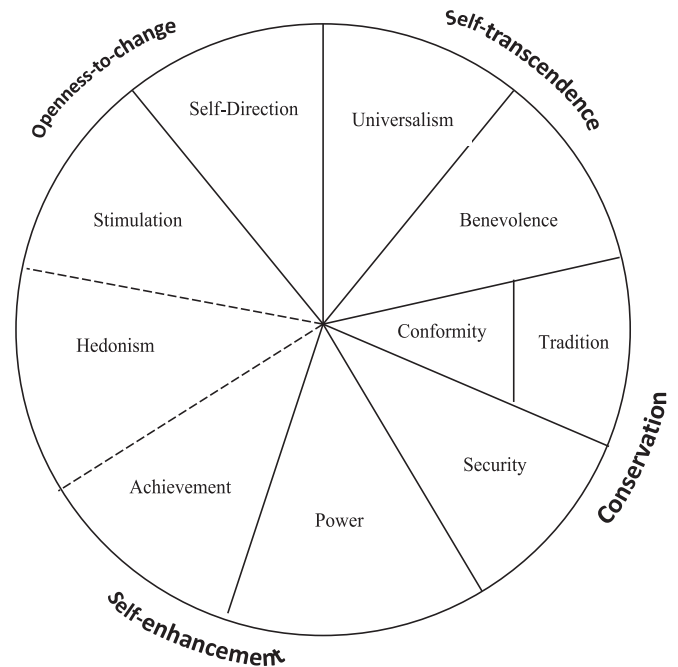 Openness-to-change
Self-transcendence
Self-Direction
Universalism
Stimulation
Benevolence
Hedonism
Conformity
Tradition
Achievement
Power
Security
Conservation
Self-enhancement